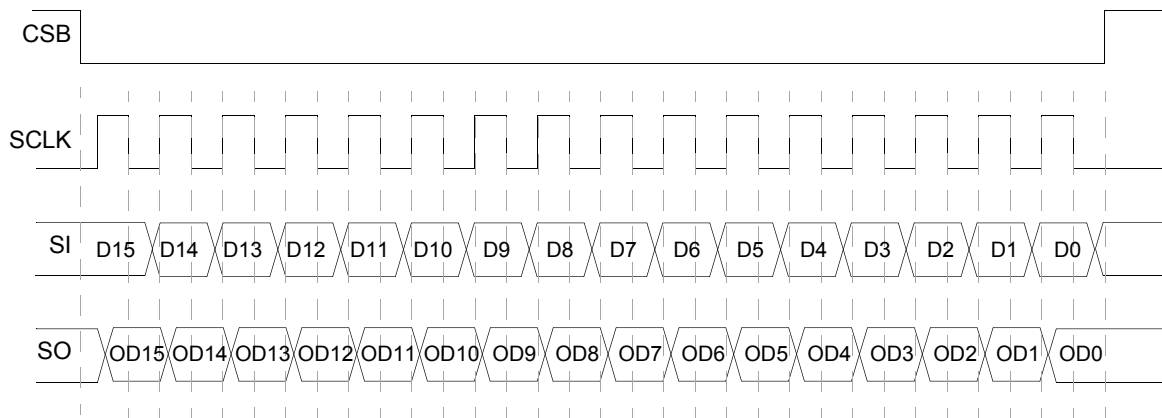 CSB
SCLK
SI D15 D14 D13 D12 D11 D10 D9 D8 D7 D6 D5 D4 D3 D2 D1 D0
SO OD15 OD14 OD13 OD12 OD11 OD10 OD9 OD8 OD7 OD6 OD5 OD4 OD3 OD2 OD1 OD0